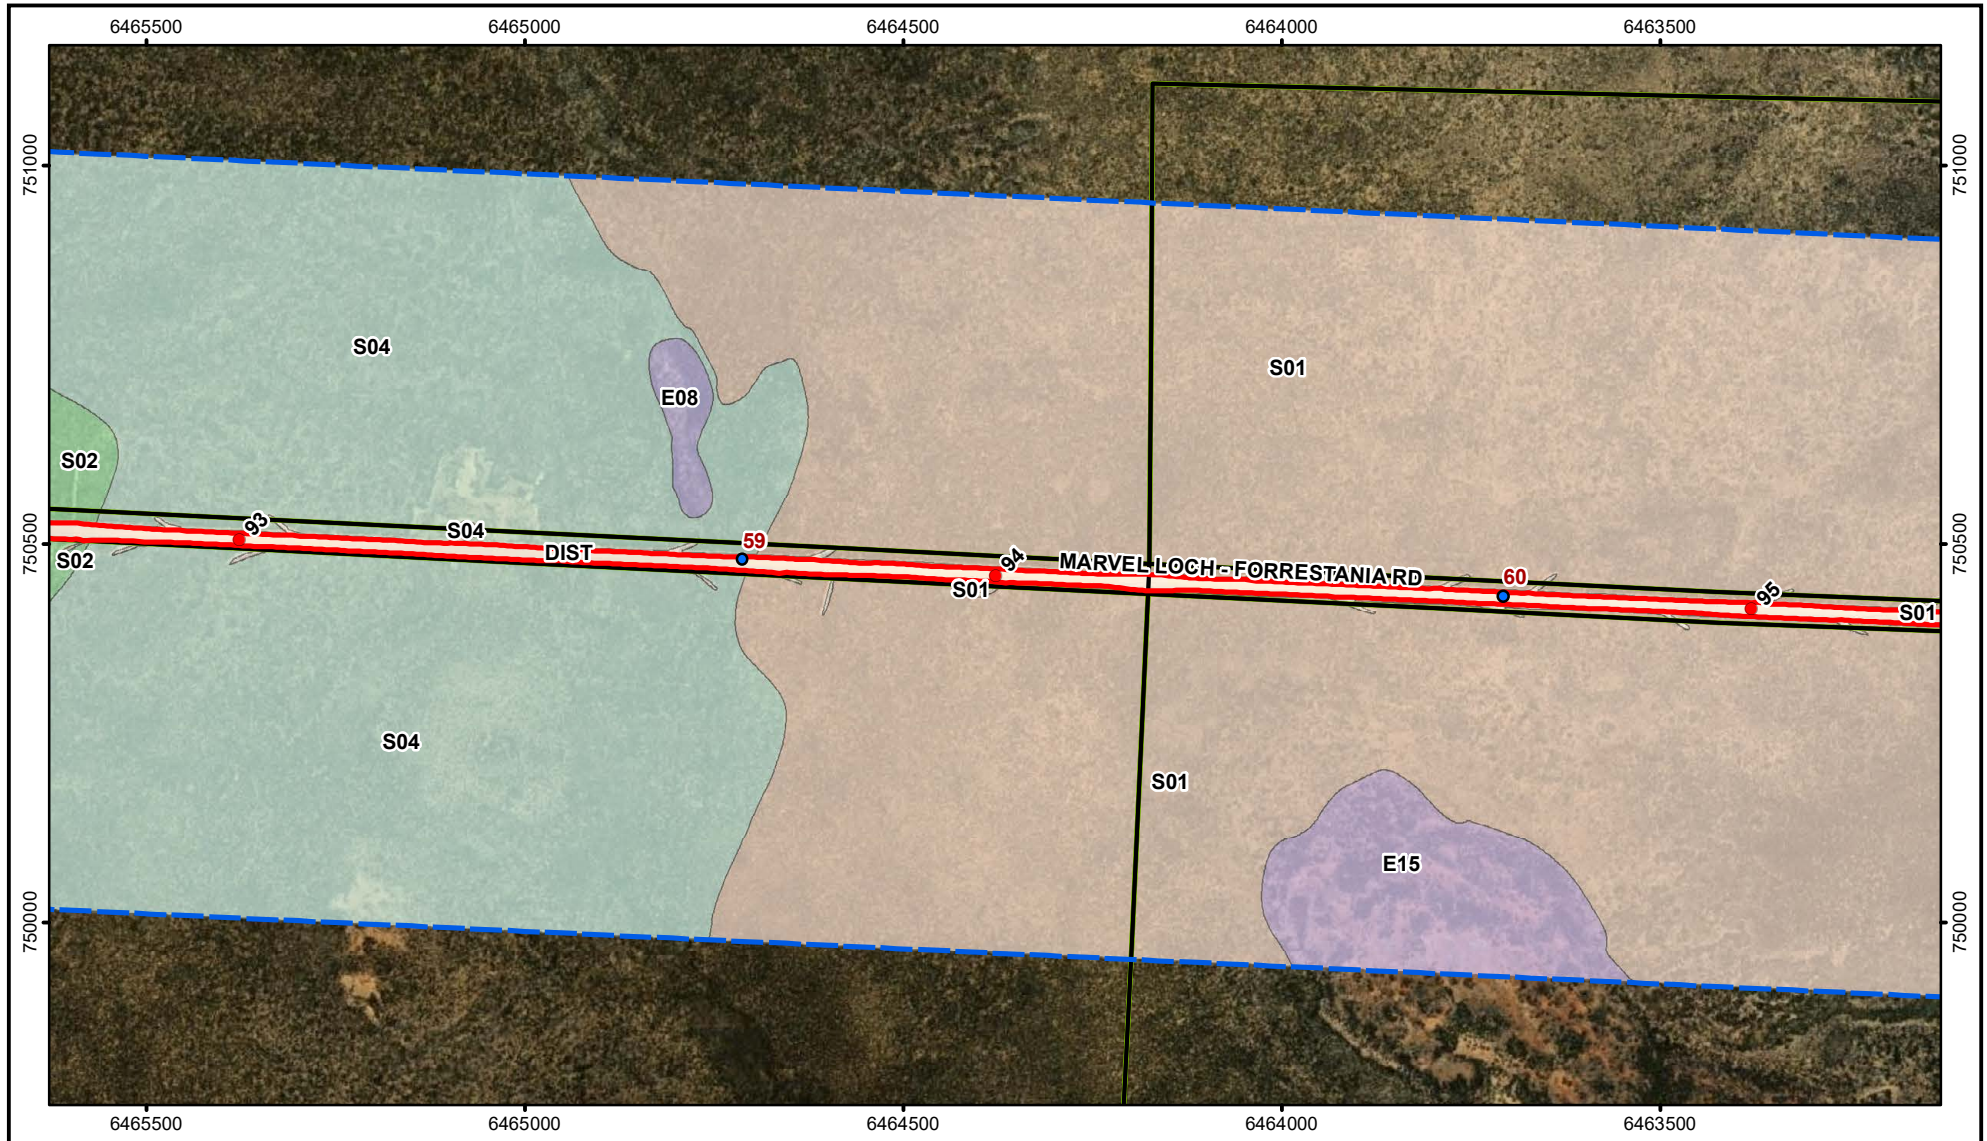 6465500 6465000 6464500 6464000 6463500
751000 751000
S04
S01
E08
S02
93
S04
59
750500 750500
DIST
S02
94
MARVEL LOCH - FORRESTANIA RD
S01
60
95
S01
S04
S01
E15
750000 750000
6465500 6465000 6464500 6464000 6463500